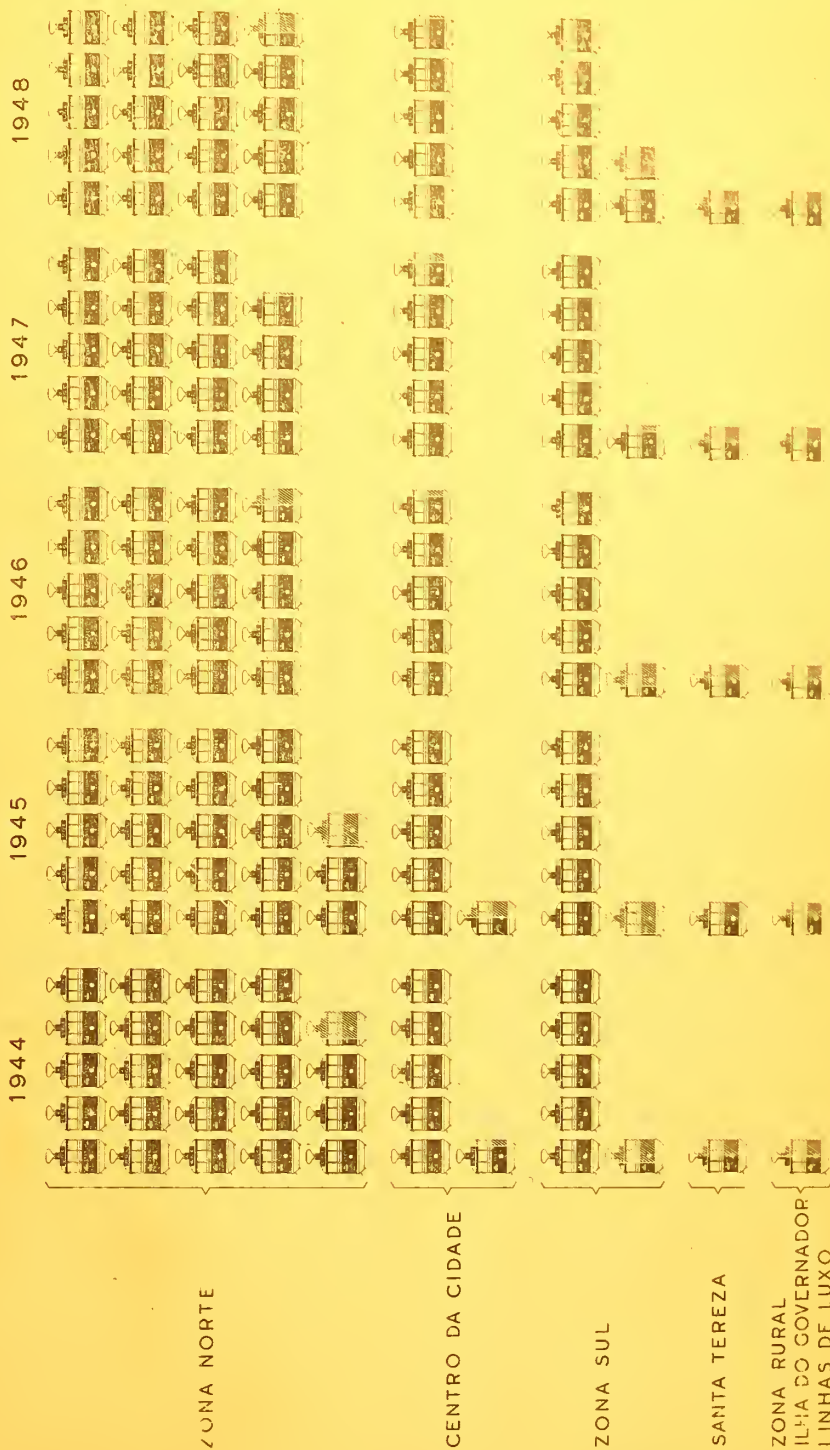 1944
1945
1946
1947
1948
ZONA NORTE
CENTRO DA CIDADE
ZONA SUL
SANTA TEREZA
ZONA RURAL
ILHA DO GOVERNADOR
LINHAS DE LUXO